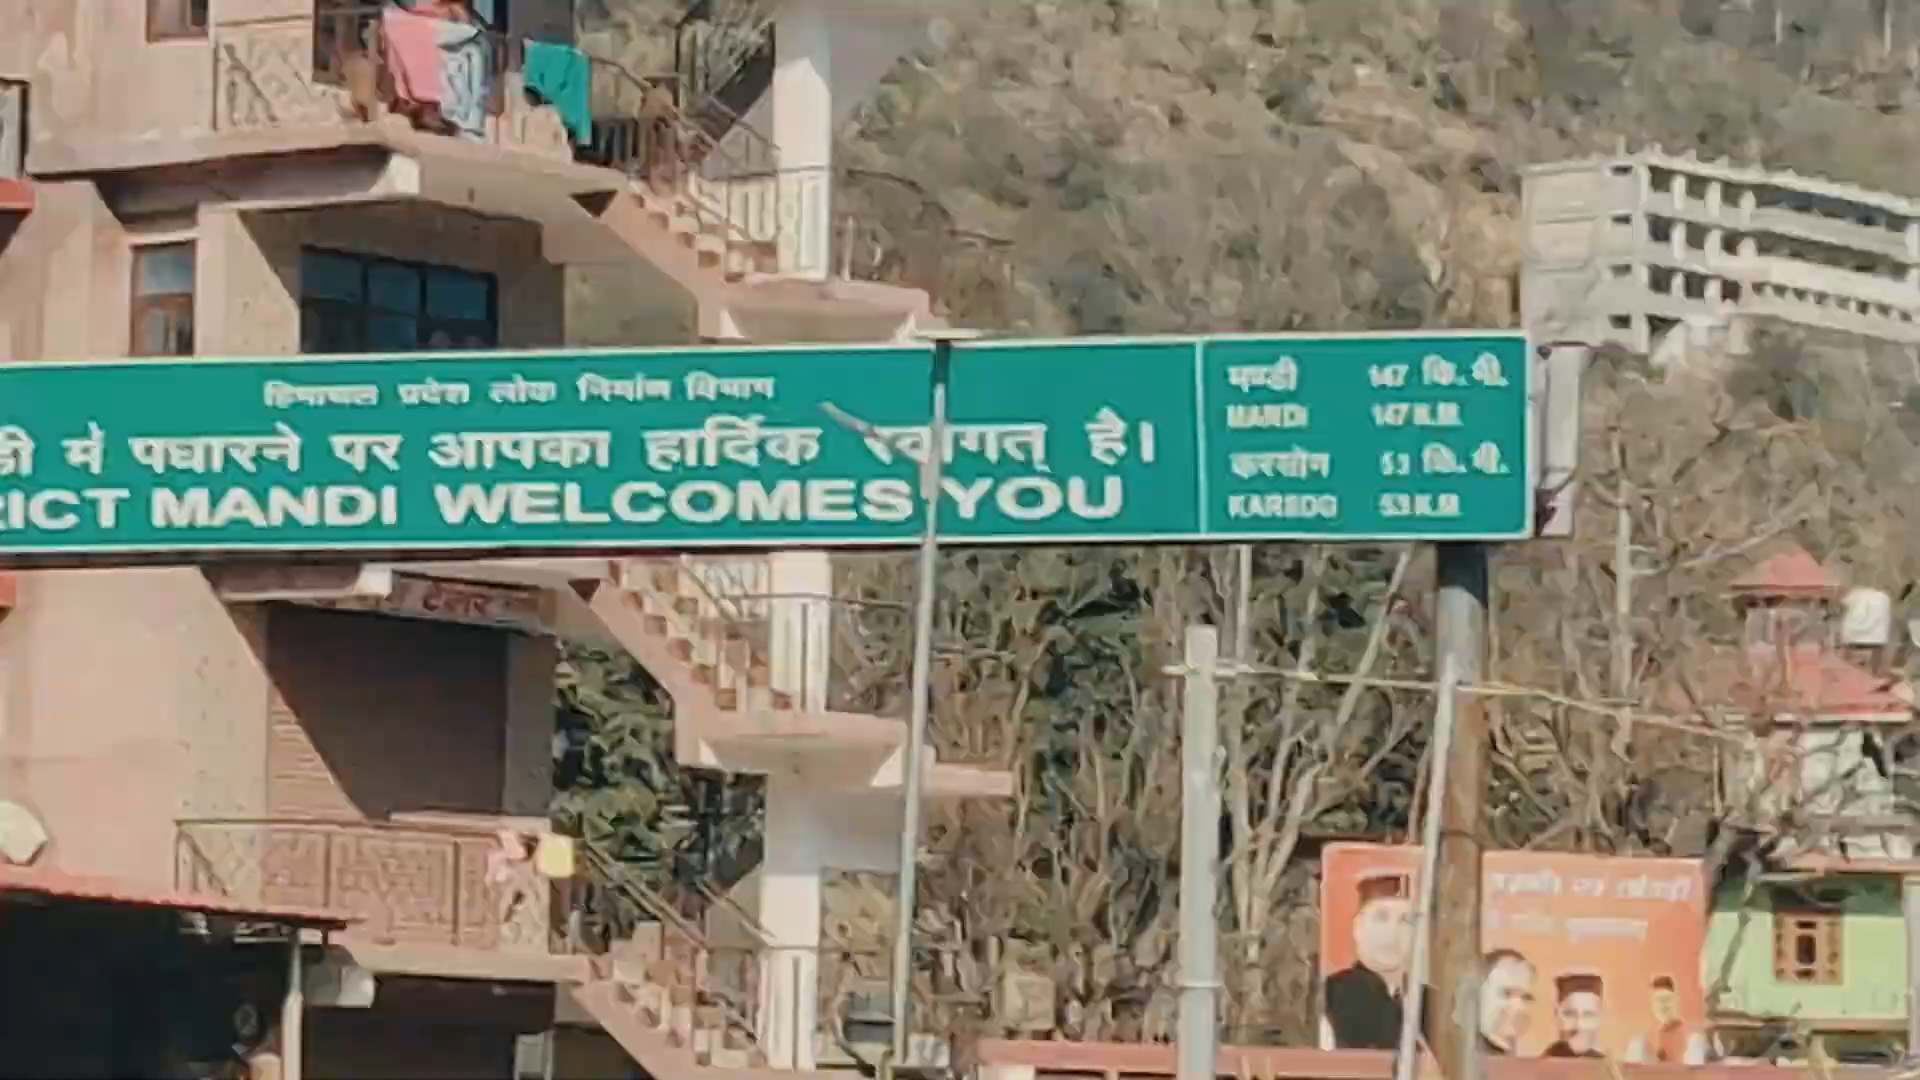 हिमाचल प्रदेश लोक निर्माण विभाग
डी में पधारने पर आपका हार्दिक स्वागत् है।
RICT MANDI WELCOMES YOU
मण्डी 147 कि.मी.
MANDI 147 K.M.
करसोग 53 कि.मी.
KARSOG 53 K.M.
टेलर